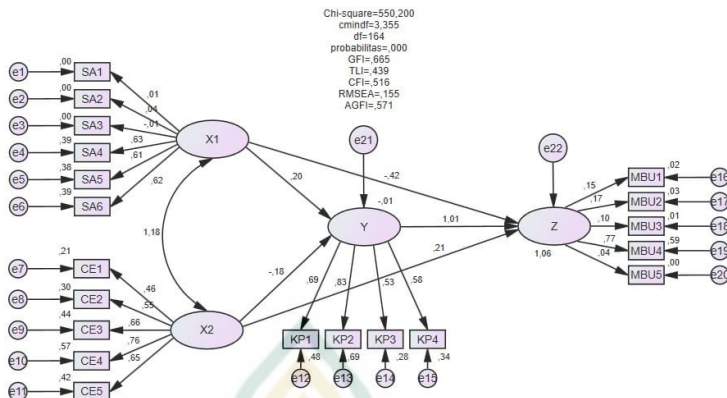 Chi-square=550,200
cmindf=3,355
df=164
probabilitas=,000
GFI=,665
TLI=,439
CFI=,516
RMSEA=,155
AGFI=,571
e1 ,00 SA1 ,01
e2 ,00 SA2 ,04
e3 ,00 SA3 -,01
e4 ,39 SA4 ,63
e5 ,38 SA5 ,61
e6 ,39 SA6 ,62
X1
e21
e22
-,42
,20
-,01
Y
1,01
Z
1,06
,21
-,18
1,18
,15 MBU1 ,02 e16
,17 MBU2 ,03 e17
,10 MBU3 ,01 e18
,77 MBU4 ,59 e19
,04 MBU5 ,00 e20
e7 ,21 CE1 ,46
e8 ,30 CE2 ,55
e9 ,44 CE3 ,66
e10 ,57 CE4 ,76
e11 ,42 CE5 ,65
X2
,69 ,83 ,53 ,58
KP1 KP2 KP3 KP4
,48 ,69 ,28 ,34
e12 e13 e14 e15